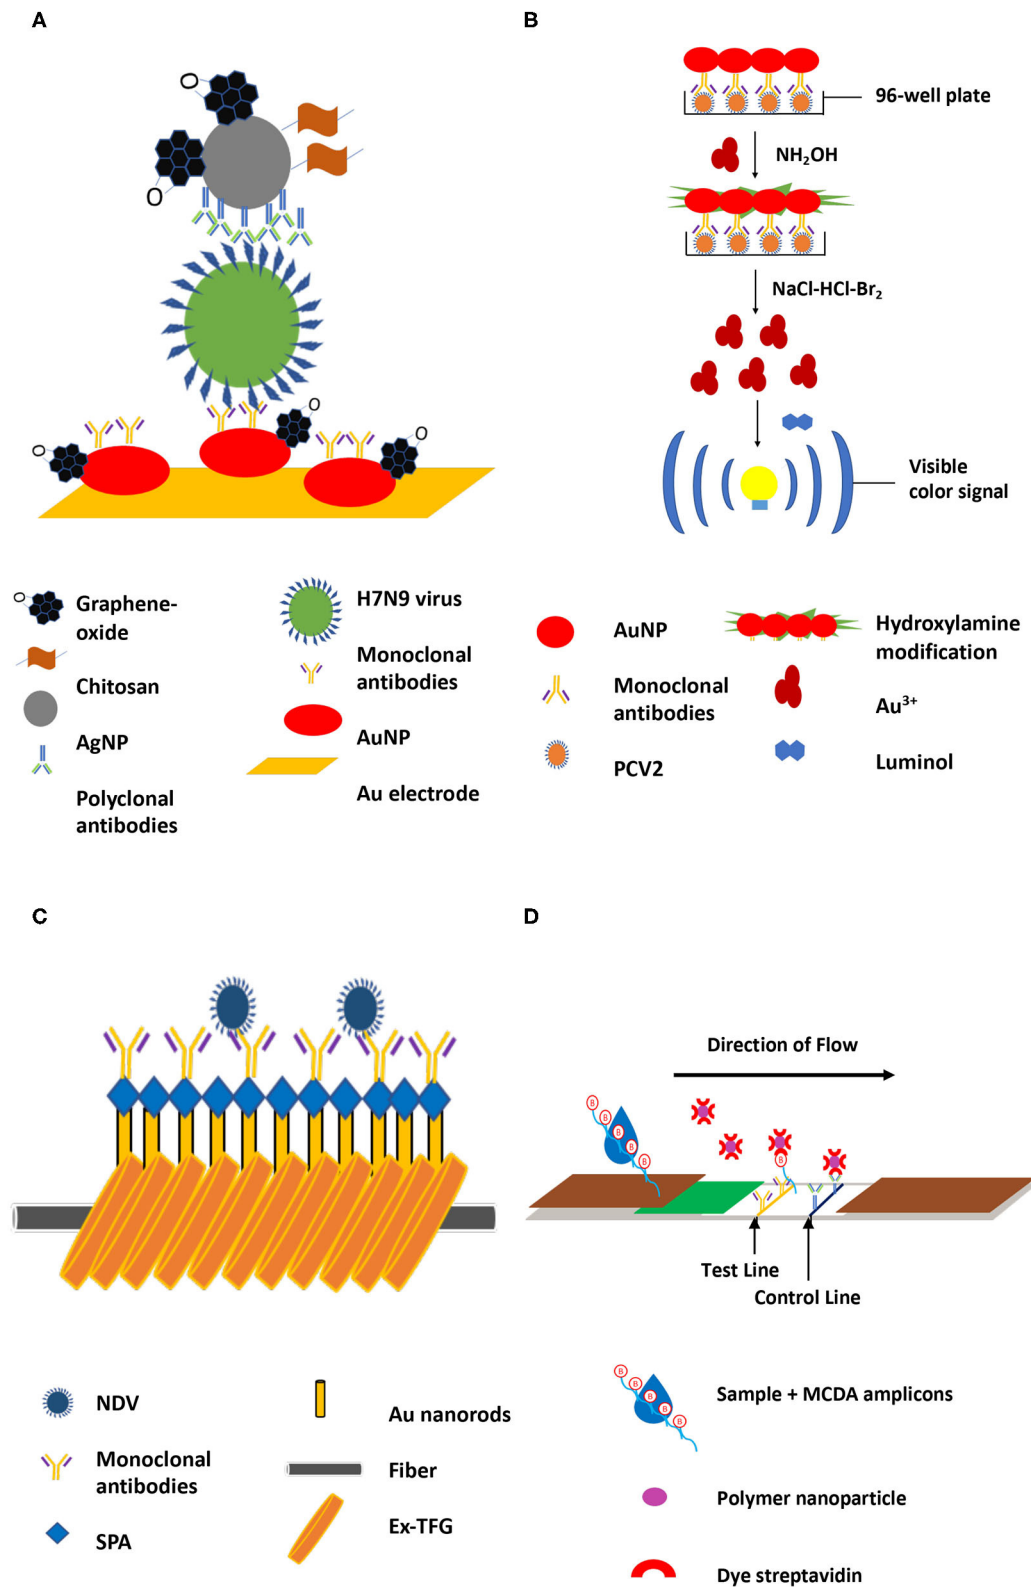 A
O
O
O
O
O
Graphene-
oxide
Chitosan
AgNP
Polyclonal
antibodies
H7N9 virus
Monoclonal
antibodies
AuNP
Au electrode
B
96-well plate
NH₂OH
NaCl-HCl-Br₂
Visible
color signal
AuNP
Monoclonal
antibodies
PCV2
Hydroxylamine
modification
Au³⁺
Luminol
C
NDV
Monoclonal
antibodies
SPA
Au nanorods
Fiber
Ex-TFG
D
Direction of Flow
B
B
B
B
B
B
Test Line
Control Line
B
B
B
B
B
Sample + MCDA amplicons
Polymer nanoparticle
Dye streptavidin